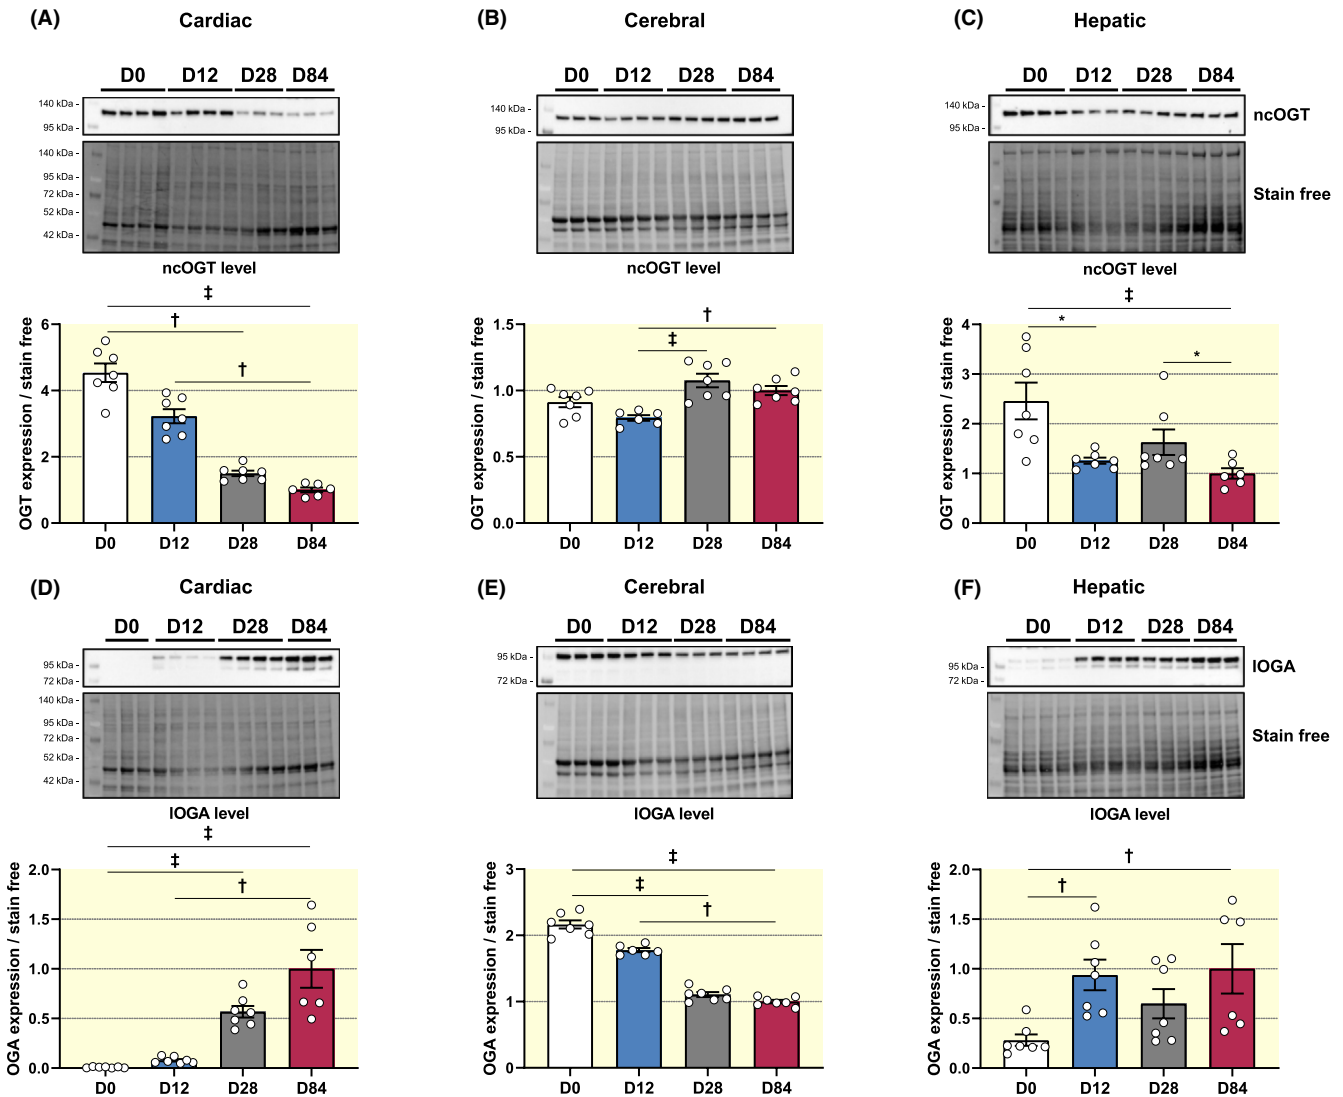 (A) Cardiac
D0 D12 D28 D84
140 kDa -
95 kDa -
140 kDa -
95 kDa -
72 kDa -
52 kDa -
42 kDa -
ncOGT level
‡
†
†
OGT expression / stain free
6
4
2
0
D0 D12 D28 D84
(B) Cerebral
D0 D12 D28 D84
140 kDa -
95 kDa -
ncOGT level
†
‡
OGT expression / stain free
1.5
1.0
0.5
0.0
D0 D12 D28 D84
(C) Hepatic
D0 D12 D28 D84
140 kDa -
95 kDa -
ncOGT
Stain free
ncOGT level
‡
*
*
OGT expression / stain free
4
3
2
1
0
D0 D12 D28 D84
(D) Cardiac
D0 D12 D28 D84
95 kDa -
72 kDa -
140 kDa -
95 kDa -
72 kDa -
52 kDa -
42 kDa -
lOGA level
‡
‡
†
OGA expression / stain free
2.0
1.5
1.0
0.5
0.0
D0 D12 D28 D84
(E) Cerebral
D0 D12 D28 D84
95 kDa -
72 kDa -
lOGA level
‡
‡
†
OGA expression / stain free
3
2
1
0
D0 D12 D28 D84
(F) Hepatic
D0 D12 D28 D84
95 kDa -
72 kDa -
lOGA
Stain free
lOGA level
†
†
OGA expression / stain free
2.0
1.5
1.0
0.5
0.0
D0 D12 D28 D84